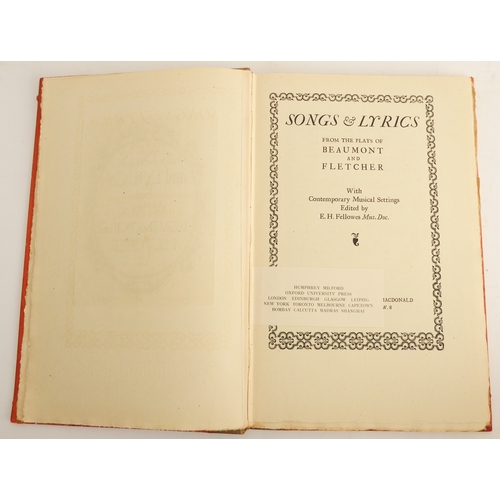 SONGS & LYRICS
FROM THE PLAYS OF
BEAUMONT
AND
FLETCHER
With
Contemporary Musical Settings
Edited by
E. H. Fellowes Mus. Doc.
HUMPHREY MILFORD
OXFORD UNIVERSITY PRESS
LONDON EDINBURGH GLASGOW LEIPZIG
NEW YORK TORONTO MELBOURNE CAPETOWN
BOMBAY CALCUTTA MADRAS SHANGHAI
MACDONALD